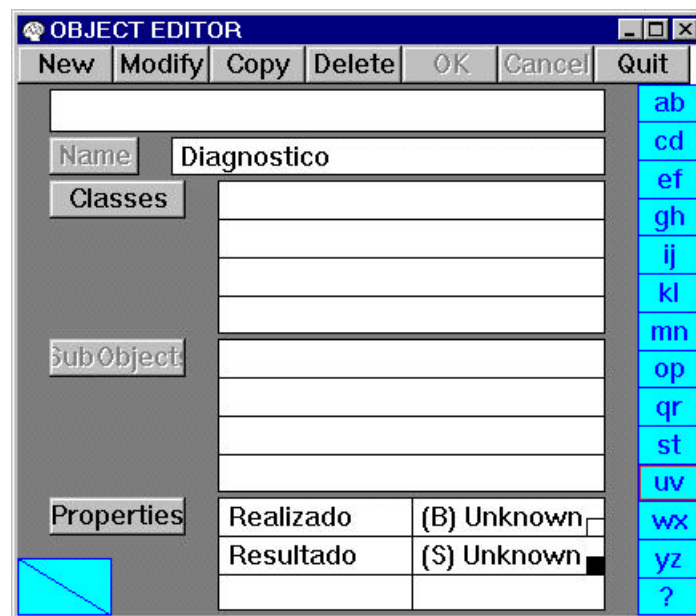 OBJECT EDITOR
New Modify Copy Delete OK Cancel Quit
Name Diagnostico
Classes
SubObjects
Properties Realizado (B) Unknown
Resultado (S) Unknown
ab
cd
ef
gh
ij
kl
mn
op
qr
st
uv
wx
yz
?